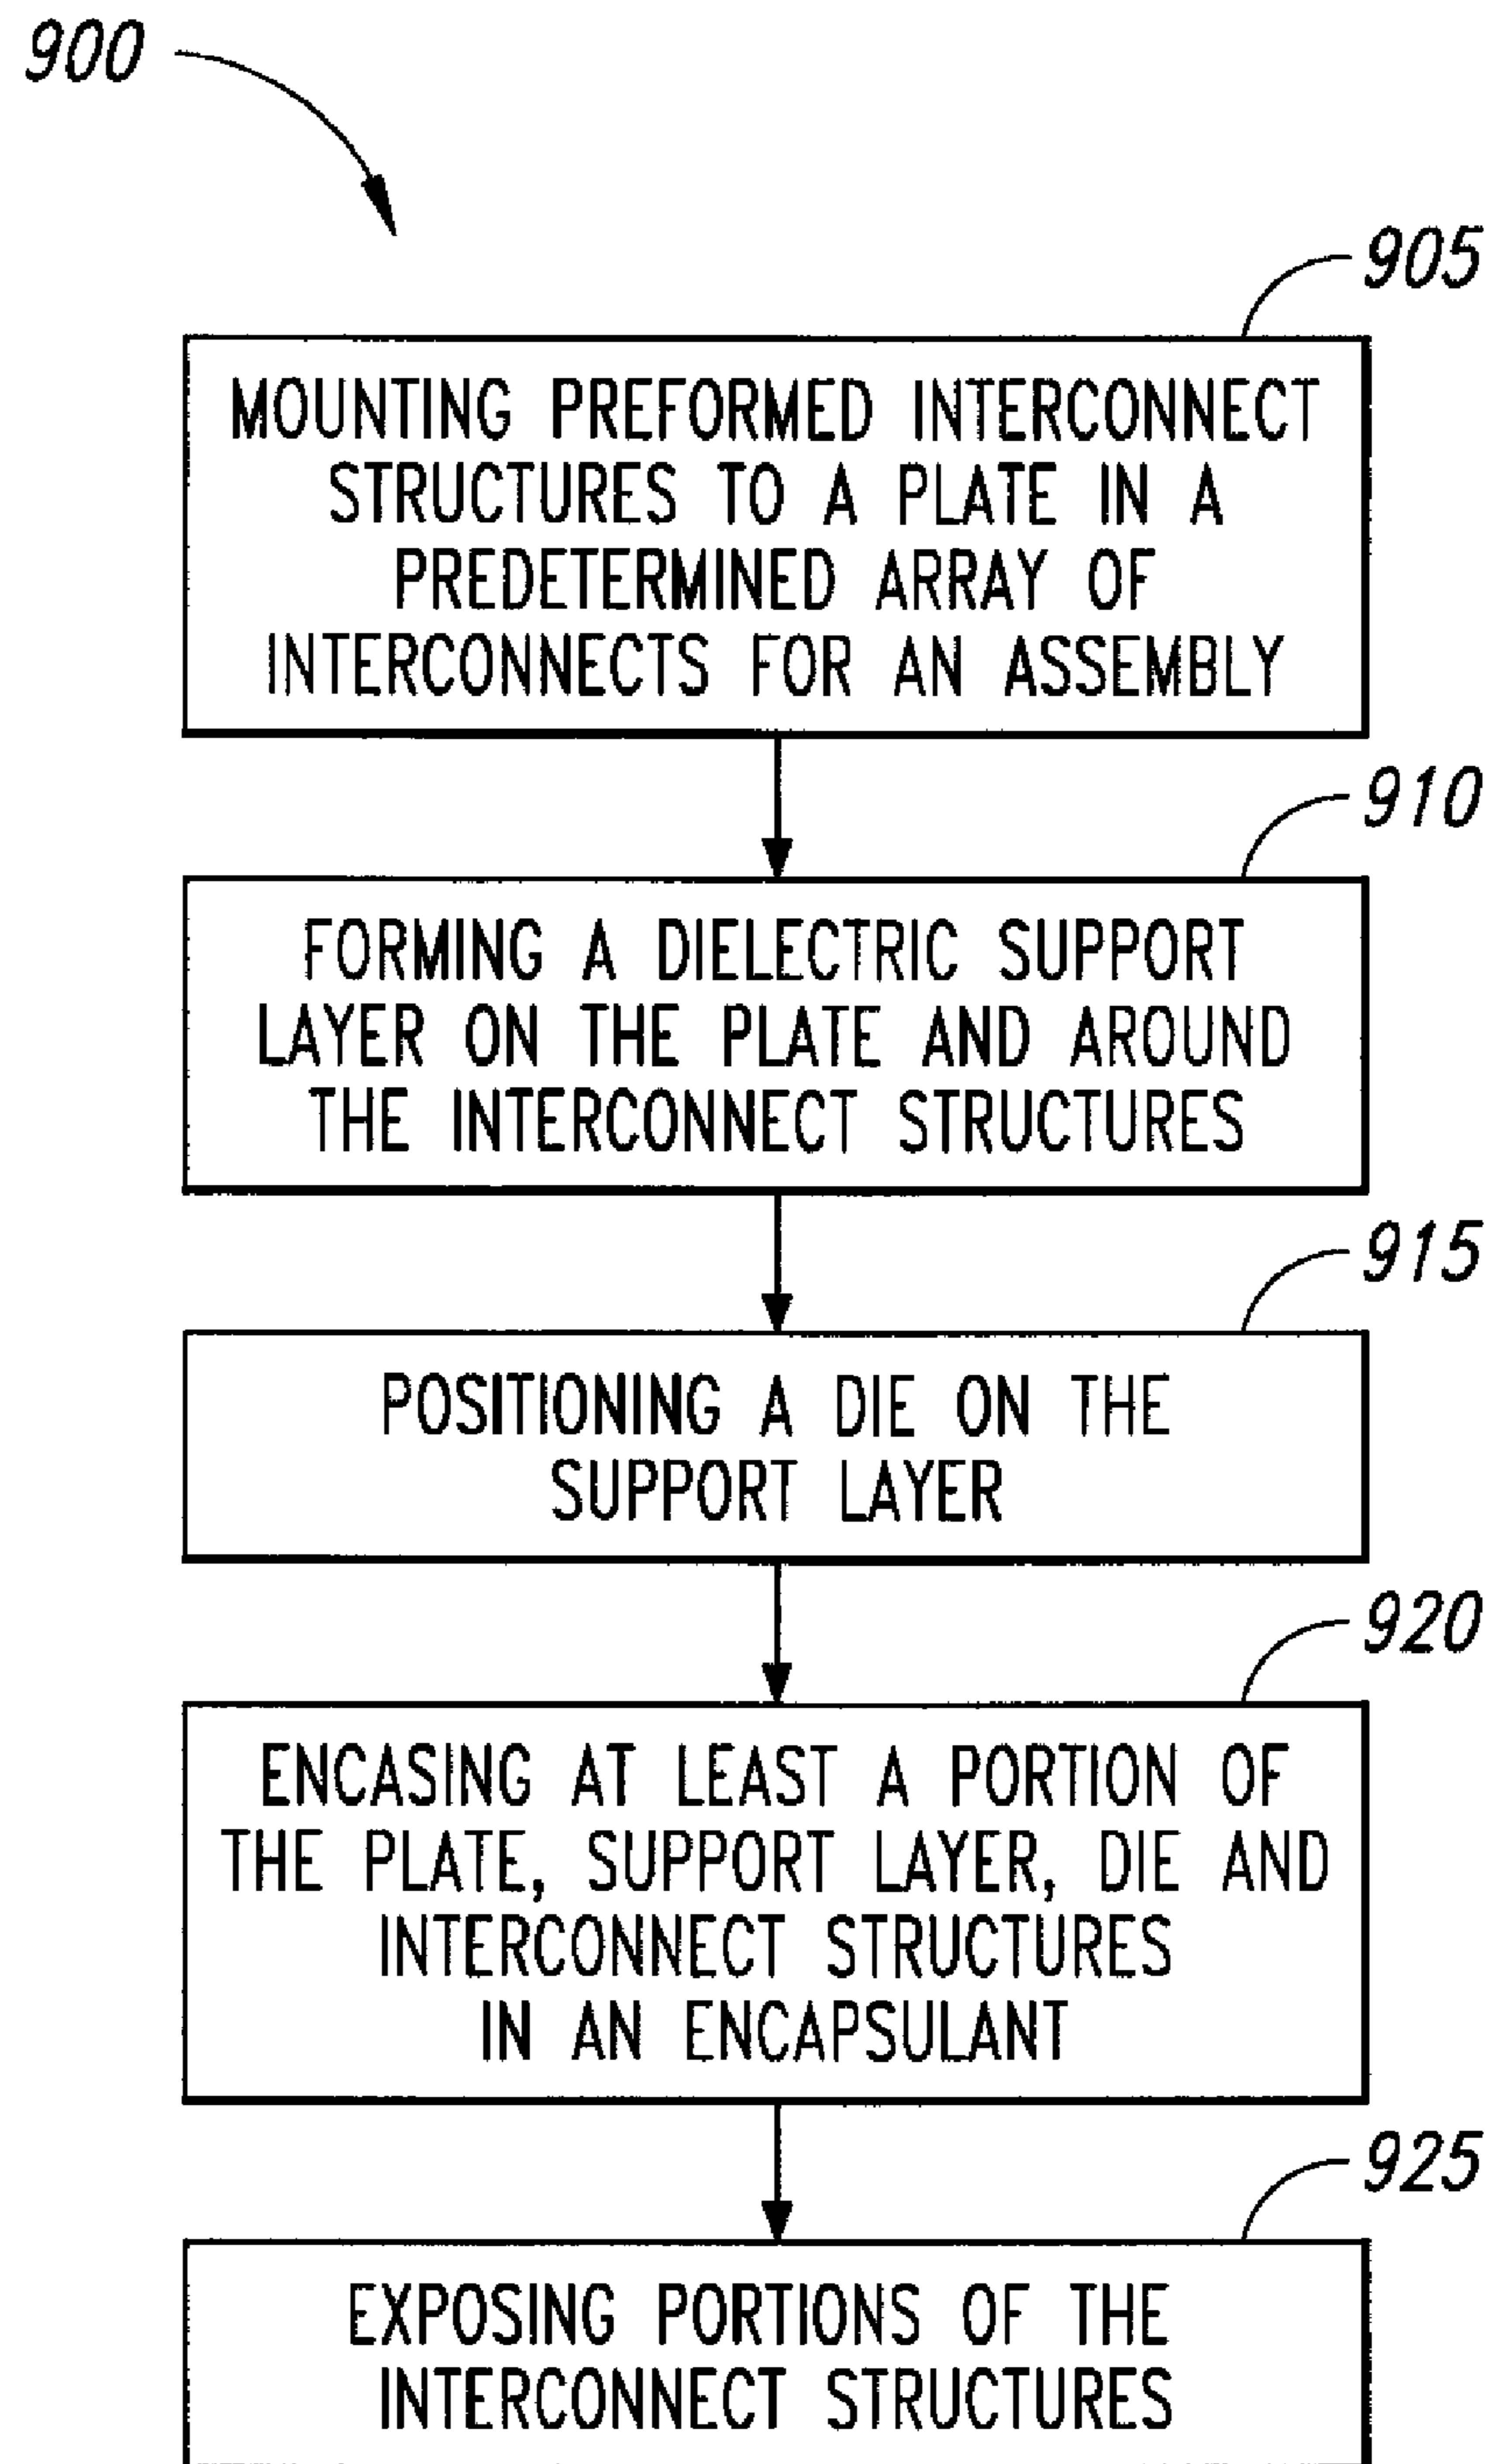 900
905
MOUNTING PREFORMED INTERCONNECT
STRUCTURES TO A PLATE IN A
PREDETERMINED ARRAY OF
INTERCONNECTS FOR AN ASSEMBLY
910
FORMING A DIELECTRIC SUPPORT
LAYER ON THE PLATE AND AROUND
THE INTERCONNECT STRUCTURES
915
POSITIONING A DIE ON THE
SUPPORT LAYER
920
ENCASING AT LEAST A PORTION OF
THE PLATE, SUPPORT LAYER, DIE AND
INTERCONNECT STRUCTURES
IN AN ENCAPSULANT
925
EXPOSING PORTIONS OF THE
INTERCONNECT STRUCTURES